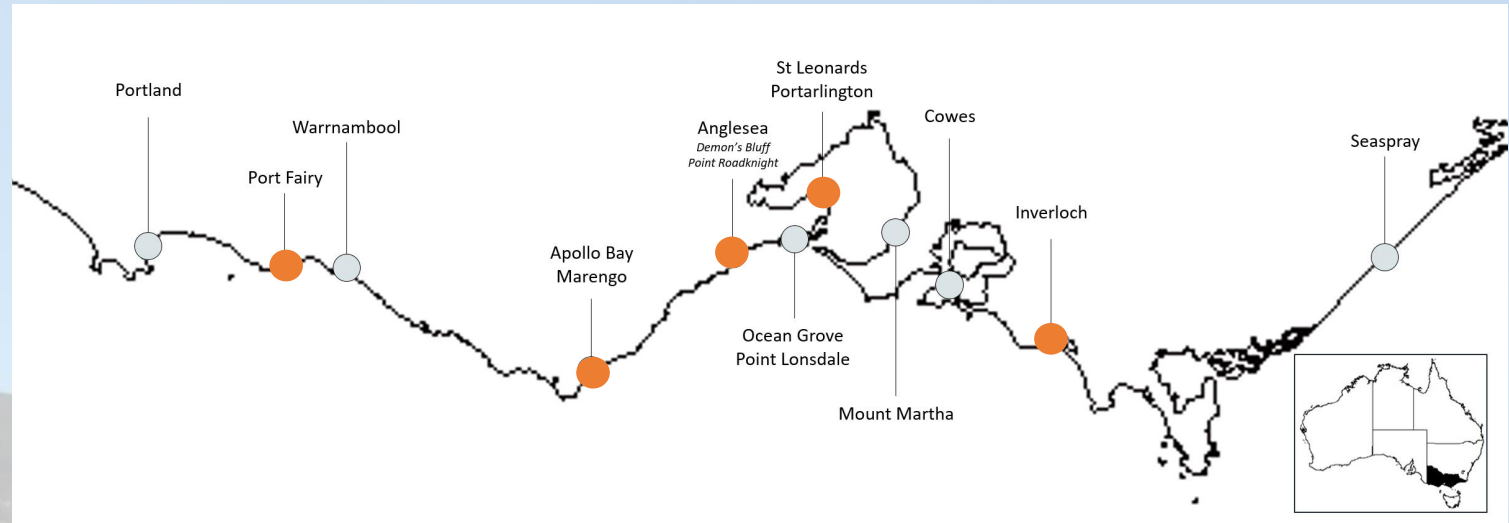 Portland
Port Fairy
Warrnambool
Apollo Bay
Marengo
Anglesea
Demon's Bluff
Point Roadknight
St Leonards
Portarlington
Ocean Grove
Point Lonsdale
Mount Martha
Cowes
Inverloch
Seaspray